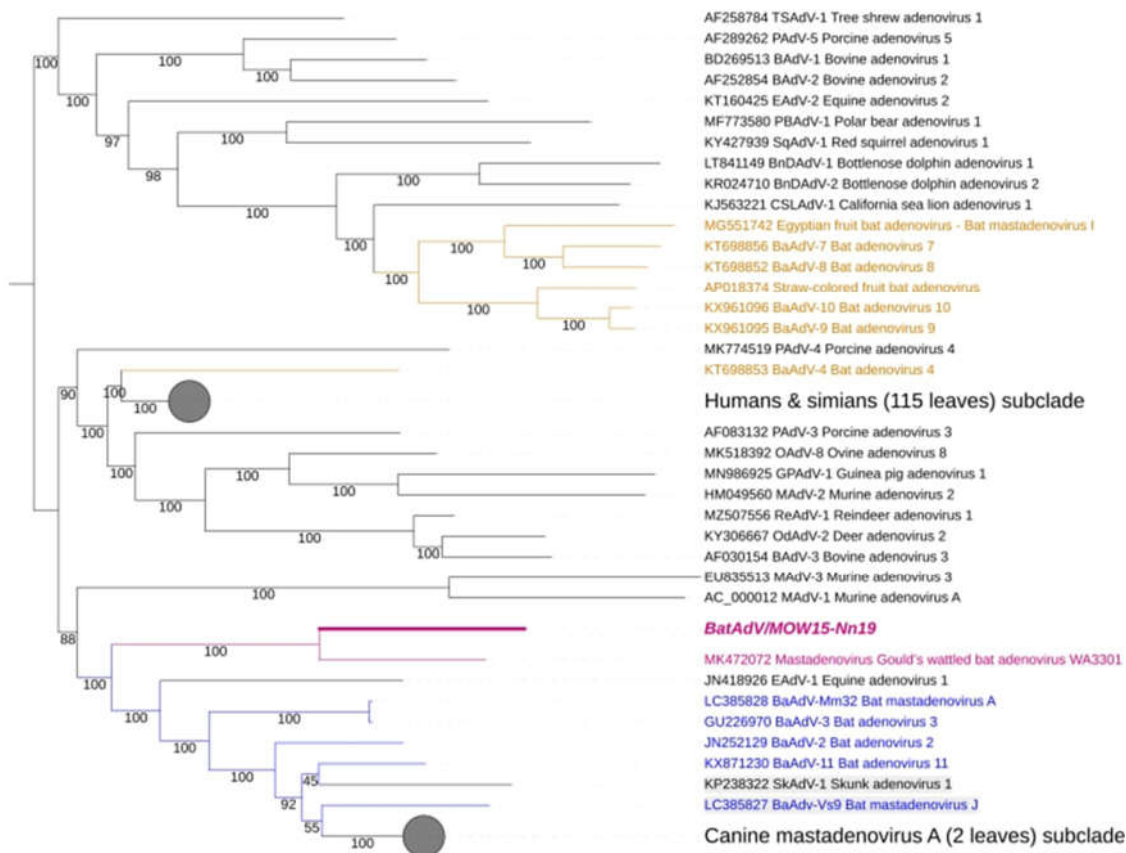 AF258784 TSAdV-1 Tree shrew adenovirus 1
AF289262 PAdV-5 Porcine adenovirus 5
100
100
BD269513 BAdV-1 Bovine adenovirus 1
100
AF252854 BAdV-2 Bovine adenovirus 2
100
KT160425 EAdV-2 Equine adenovirus 2
MF773580 PBAdV-1 Polar bear adenovirus 1
97
100
KY427939 SqAdV-1 Red squirrel adenovirus 1
LT841149 BnDAdV-1 Bottlenose dolphin adenovirus 1
98
100
KR024710 BnDAdV-2 Bottlenose dolphin adenovirus 2
KJ563221 CSLAdV-1 California sea lion adenovirus 1
100
MG551742 Egyptian fruit bat adenovirus - Bat mastadenovirus I
100
100
KT698856 BaAdV-7 Bat adenovirus 7
100
KT698852 BaAdV-8 Bat adenovirus 8
100
AP018374 Straw-colored fruit bat adenovirus
100
KX961096 BaAdV-10 Bat adenovirus 10
100
KX961095 BaAdV-9 Bat adenovirus 9
MK774519 PAdV-4 Porcine adenovirus 4
KT698853 BaAdV-4 Bat adenovirus 4
90
100
100
Humans & simians (115 leaves) subclade
100
AF083132 PAdV-3 Porcine adenovirus 3
MK518392 OAdV-8 Ovine adenovirus 8
100
100
MN986925 GPAdV-1 Guinea pig adenovirus 1
100
HM049560 MAdV-2 Murine adenovirus 2
100
MZ507556 ReAdV-1 Reindeer adenovirus 1
100
KY306667 OdAdV-2 Deer adenovirus 2
100
AF030154 BAdV-3 Bovine adenovirus 3
EU835513 MAdV-3 Murine adenovirus 3
100
AC_000012 MAdV-1 Murine adenovirus A
BatAdV/MOW15-Nn19
88
100
MK472072 Mastadenovirus Gould's wattled bat adenovirus WA3301
100
JN418926 EAdV-1 Equine adenovirus 1
LC385828 BaAdV-Mm32 Bat mastadenovirus A
100
100
GU226970 BaAdV-3 Bat adenovirus 3
100
JN252129 BaAdV-2 Bat adenovirus 2
KX871230 BaAdV-11 Bat adenovirus 11
100
45
KP238322 SkAdV-1 Skunk adenovirus 1
92
LC385827 BaAdv-Vs9 Bat mastadenovirus J
55
100
Canine mastadenovirus A (2 leaves) subclade